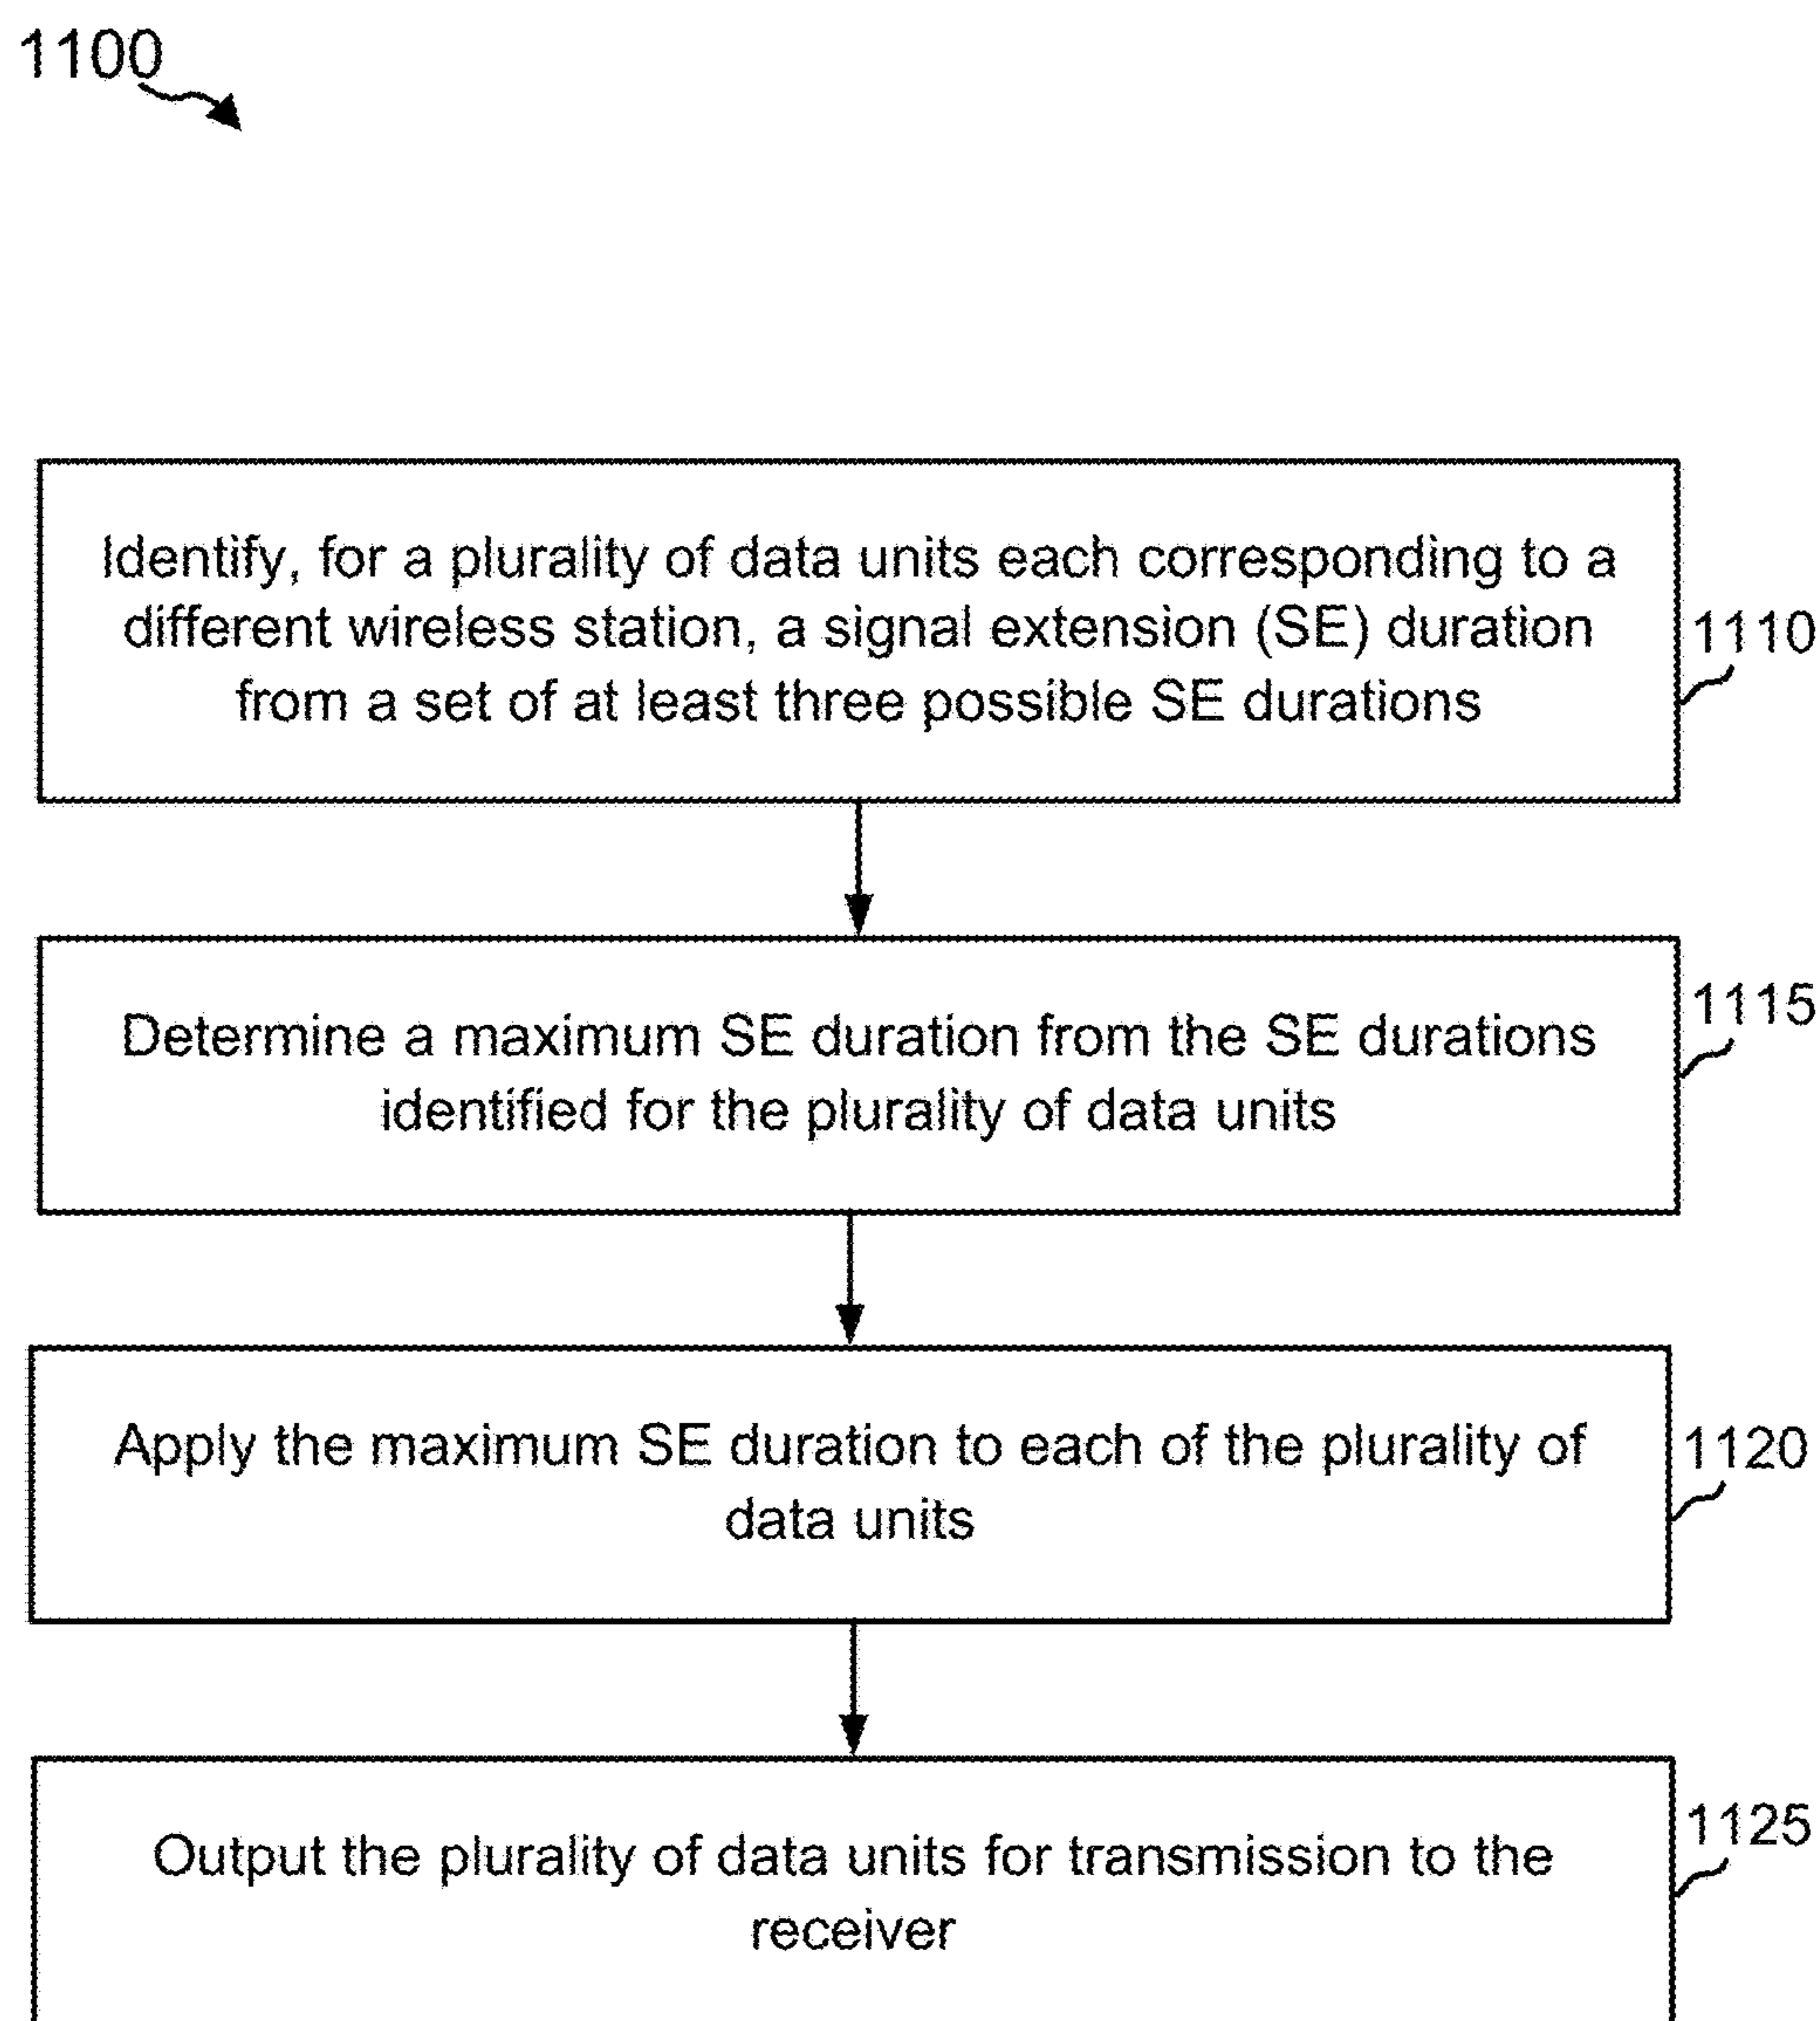 1100
Identify, for a plurality of data units each corresponding to a
different wireless station, a signal extension (SE) duration
from a set of at least three possible SE durations
1110
Determine a maximum SE duration from the SE durations
identified for the plurality of data units
1115
Apply the maximum SE duration to each of the plurality of
data units
1120
Output the plurality of data units for transmission to the
receiver
1125